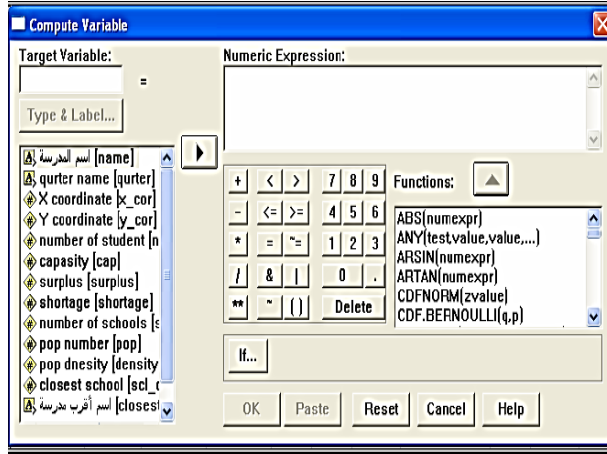 Compute Variable
Target Variable:
=
Type & Label...
Numeric Expression:
اسم المدرسة [name]
qurter name [qurter]
X coordinate [x_cor]
Y coordinate [y_cor]
number of student [n
capasity [cap]
surplus [surplus]
shortage [shortage]
number of schools [s
pop number [pop]
pop dnesity [density
closest school [scl_c
اسم أقرب مدرسة [closest
+ < > 7 8 9
- <= >= 4 5 6
* = ~= 1 2 3
/ & | 0 .
** ~ () Delete
Functions:
ABS(numexpr)
ANY(test,value,value,...)
ARSIN(numexpr)
ARTAN(numexpr)
CDFNORM(zvalue)
CDF.BERNOULLI(q,p)
If...
OK Paste Reset Cancel Help